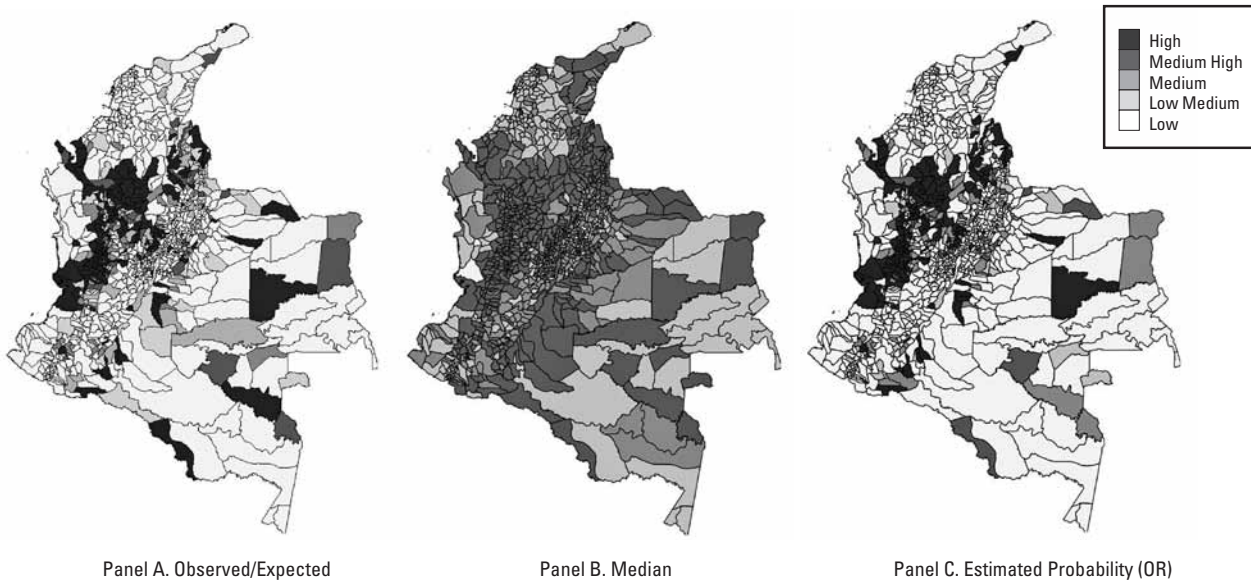 High
Medium High
Medium
Low Medium
Low
Panel A. Observed/Expected
Panel B. Median
Panel C. Estimated Probability (OR)